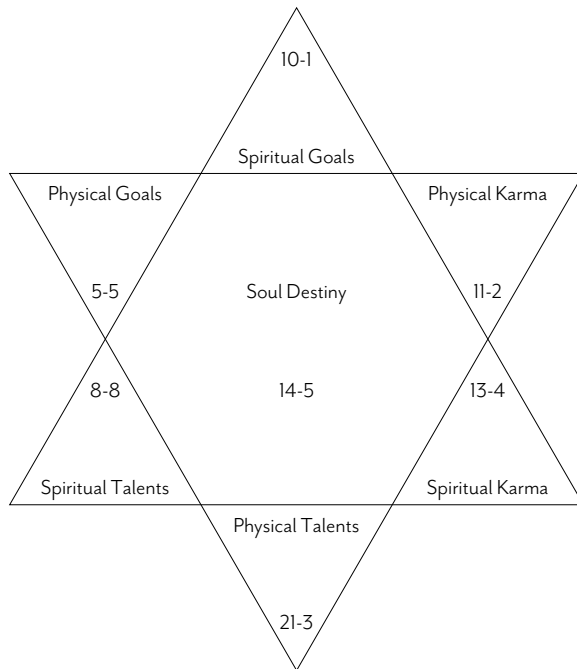 10-1
Spiritual Goals
Physical Goals
Physical Karma
5-5
Soul Destiny
11-2
8-8
14-5
13-4
Spiritual Talents
Spiritual Karma
Physical Talents
21-3